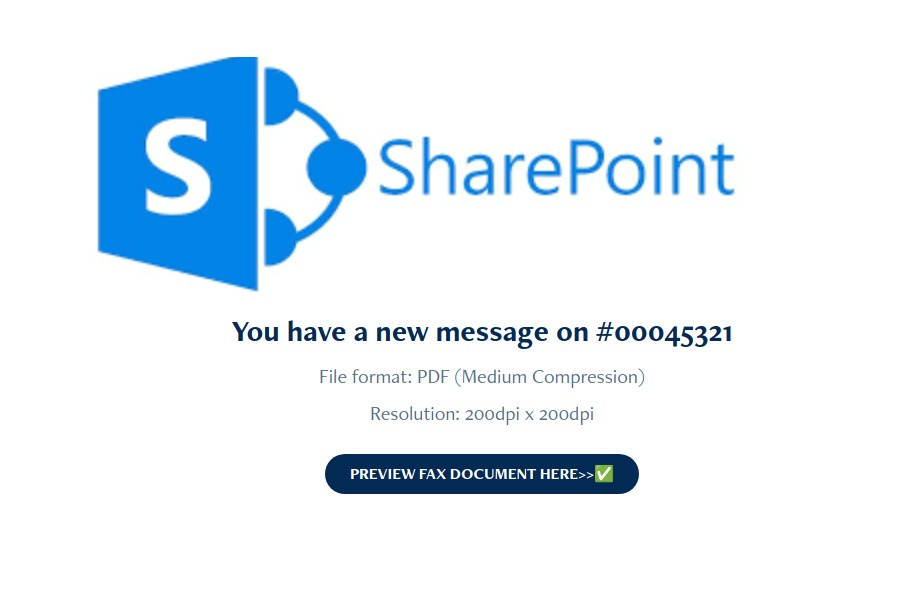 S SharePoint
You have a new message on #00045321
File format: PDF (Medium Compression)
Resolution: 200dpi x 200dpi
PREVIEW FAX DOCUMENT HERE>>✅